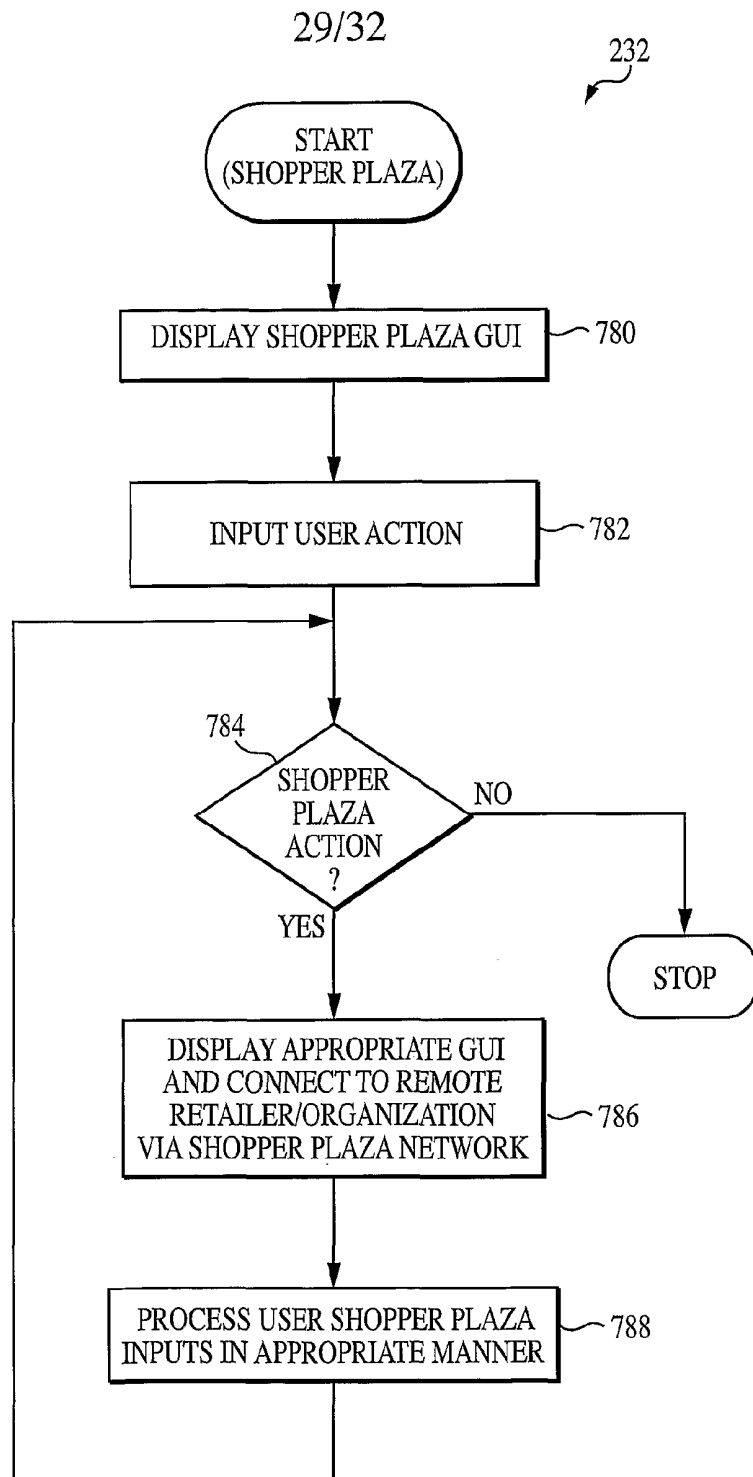 29/32
232
START
(SHOPPER PLAZA)
DISPLAY SHOPPER PLAZA GUI
780
INPUT USER ACTION
782
784
SHOPPER
PLAZA
ACTION
?
NO
YES
STOP
DISPLAY APPROPRIATE GUI
AND CONNECT TO REMOTE
RETAILER/ORGANIZATION
VIA SHOPPER PLAZA NETWORK
786
PROCESS USER SHOPPER PLAZA
INPUTS IN APPROPRIATE MANNER
788